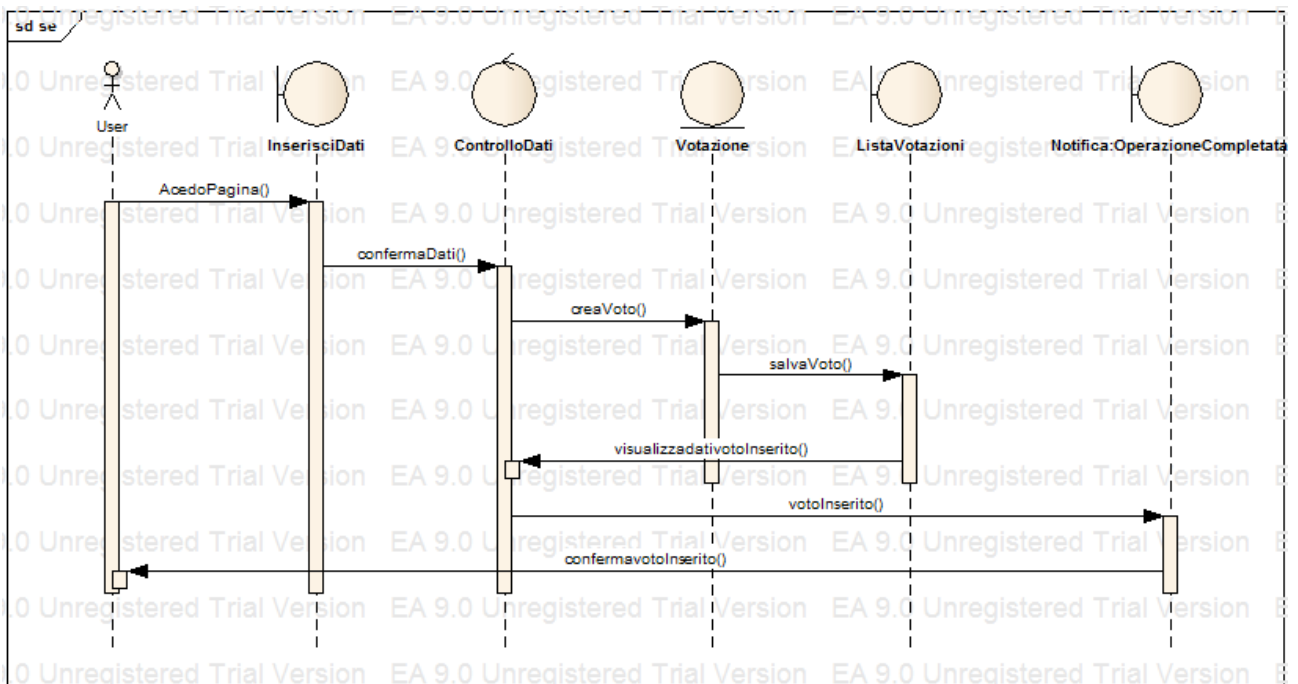 sd se
User
InserisciDati
ControlloDati
Votazione
ListaVotazioni
Notifica:OperazioneCompletata
AcedoPagina()
confermaDati()
creaVoto()
salvaVoto()
visualizzadativotoInserito()
votoInserito()
confermavotoInserito()
EA 9.0 Unregistered Trial Version